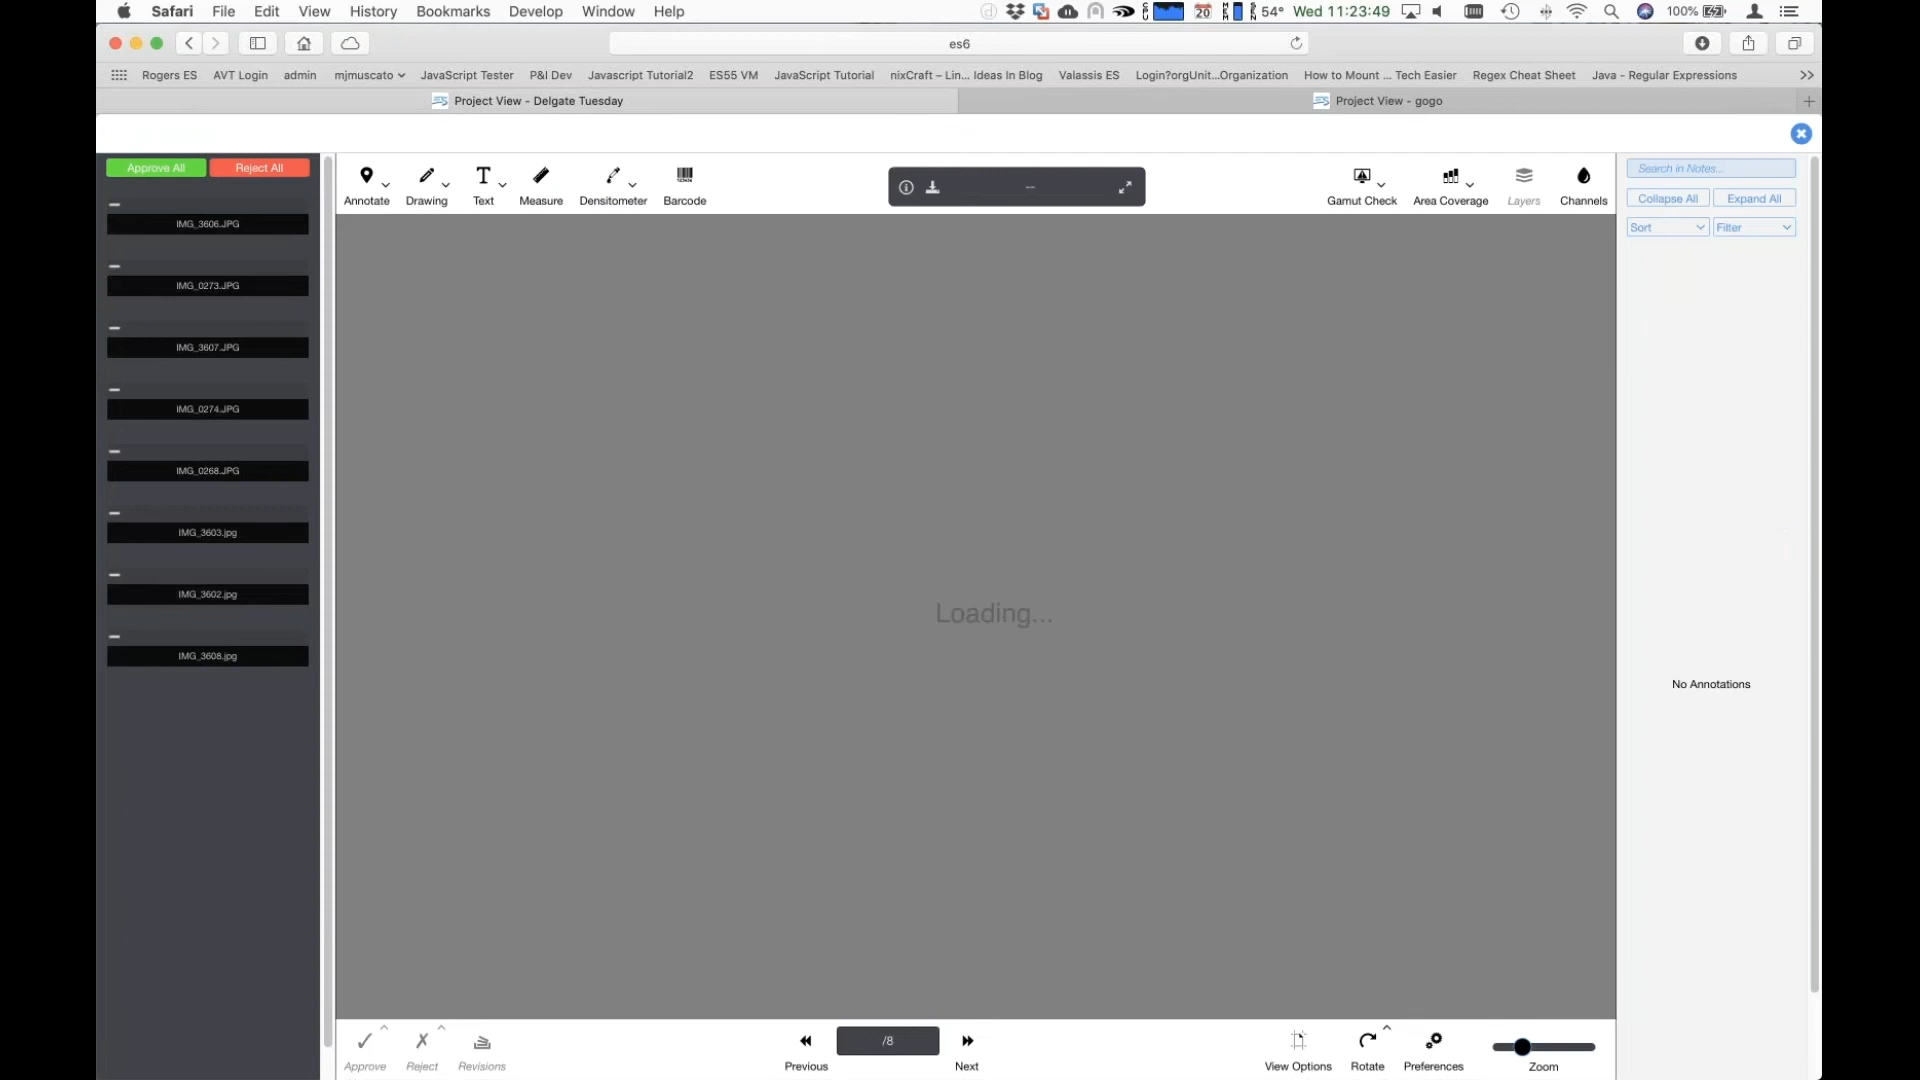 Safari File Edit View History Bookmarks Develop Window Help 20 54° Wed 11:23:49 100%
es6
Rogers ES AVT Login admin mjmuscato JavaScript Tester P&I Dev Javascript Tutorial2 ES55 VM JavaScript Tutorial nixCraft – Lin... Ideas In Blog Valassis ES Login?orgUnit...Organization How to Mount ... Tech Easier Regex Cheat Sheet Java - Regular Expressions
Project View - Delgate Tuesday Project View - gogo
Approve All Reject All
IMG_3606.JPG
IMG_0273.JPG
IMG_3607.JPG
IMG_0274.JPG
IMG_0268.JPG
IMG_3603.jpg
IMG_3602.jpg
IMG_3608.jpg
Annotate Drawing Text Measure Densitometer Barcode
--
Gamut Check Area Coverage Layers Channels
Search in Notes...
Collapse All Expand All
Sort Filter
Loading...
No Annotations
Approve Reject Revisions
Previous /8 Next
View Options Rotate Preferences Zoom